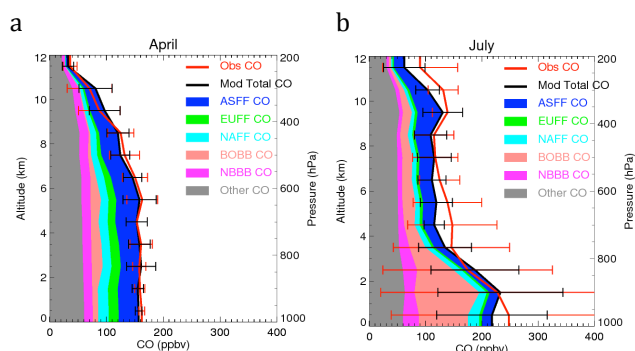 a
April
12
10
8
6
4
2
0
Altitude (km)
200
400
600
800
1000
Pressure (hPa)
Obs CO
Mod Total CO
ASFF CO
EUFF CO
NAFF CO
BOBB CO
NBBB CO
Other CO
0 100 200 300 400
CO (ppbv)
b
July
12
10
8
6
4
2
0
Altitude (km)
200
400
600
800
1000
Pressure (hPa)
Obs CO
Mod Total CO
ASFF CO
EUFF CO
NAFF CO
BOBB CO
NBBB CO
Other CO
0 100 200 300 400
CO (ppbv)